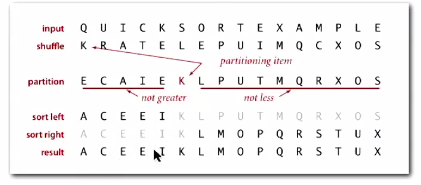 input Q U I C K S O R T E X A M P L E
shuffle K R A T E L E P U I M Q C X O S
partitioning item
partition E C A I E K L P U T M Q R X O S
not greater not less
sort left A C E E I K L P U T M Q R X O S
sort right A C E E I K L M O P Q R S T U X
result A C E E I K L M O P Q R S T U X